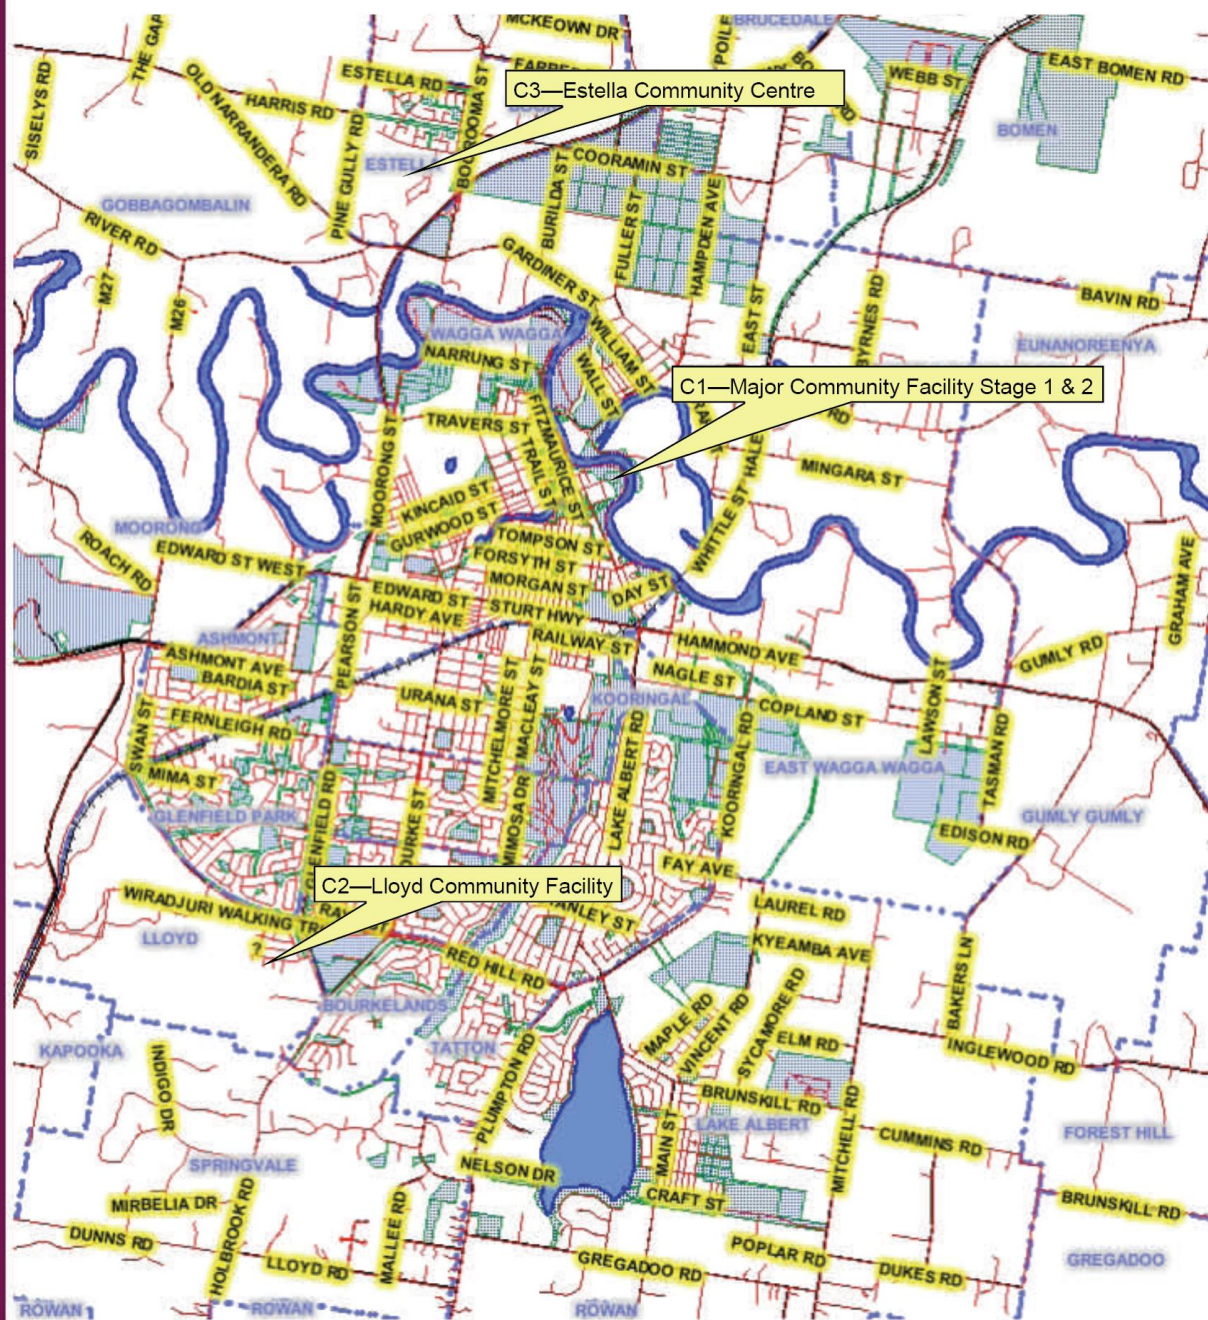 MCKEOWN DR
BRUCEDALE
THE GAP
SISELYS RD
OLD NARRANDERA RD
HARRIS RD
ESTELLA RD
BOOROOMA ST
C3—Estella Community Centre
WEBB ST
EAST BOMEN RD
BOMEN
PINE GULLY RD
ESTELLA
COORAMIN ST
GOBBAGOMBALIN
RIVER RD
BURILDA ST
FULLER ST
HAMPDEN AVE
GARDINER ST
M27
M26
EAST ST
BYRNES RD
BAVIN RD
EUNANOREENYA
WAGGA WAGGA
NARRUNG ST
WILLIAM ST
WALL ST
C1—Major Community Facility Stage 1 & 2
RD
TRAVERS ST
FITZMAURICE ST
TRAIL ST
MOORONG ST
HALE
MINGARA ST
KINCAID ST
GURWOOD ST
WHITTLE ST
MOORONG
ROACH RD
EDWARD ST WEST
TOMPSON ST
FORSYTH ST
MORGAN ST
DAY ST
GRAHAM AVE
PEARSON ST
EDWARD ST
HARDY AVE
STURT HWY
RAILWAY ST
HAMMOND AVE
GUMLY RD
ASHMONT
ASHMONT AVE
BARDIA ST
NAGLE ST
URANA ST
KOORINGAL
COPLAND ST
LAWSON ST
TASMAN RD
SWAN ST
FERNLEIGH RD
MITCHELMORE ST
MACLEAY ST
MIMOSA DR
LAKE ALBERT RD
KOORINGAL RD
MIMA ST
EAST WAGGA WAGGA
GLENFIELD PARK
GUMLY GUMLY
EDISON RD
FAY AVE
C2—Lloyd Community Facility
WIRADJURI WALKING
LAUREL RD
LLOYD
?
RED HILL RD
KYEAMBA AVE
BAKERS LN
BOURKELANDS
MAPLE RD
VINCENT RD
SYCAMORE RD
ELM RD
KAPOOKA
TATTON
INGLEWOOD RD
INDIGO DR
PLUMPTON RD
BRUNSKILL RD
LAKE ALBERT
MAIN ST
MITCHELL RD
CUMMINS RD
FOREST HILL
SPRINGVALE
NELSON DR
CRAFT ST
BRUNSKILL RD
MIRBELIA DR
HOLBROOK RD
MALLEE RD
DUNNS RD
LLOYD RD
GREGADOO RD
POPLAR RD
DUKES RD
GREGADOO
ROWAN
ROWAN
ROWAN